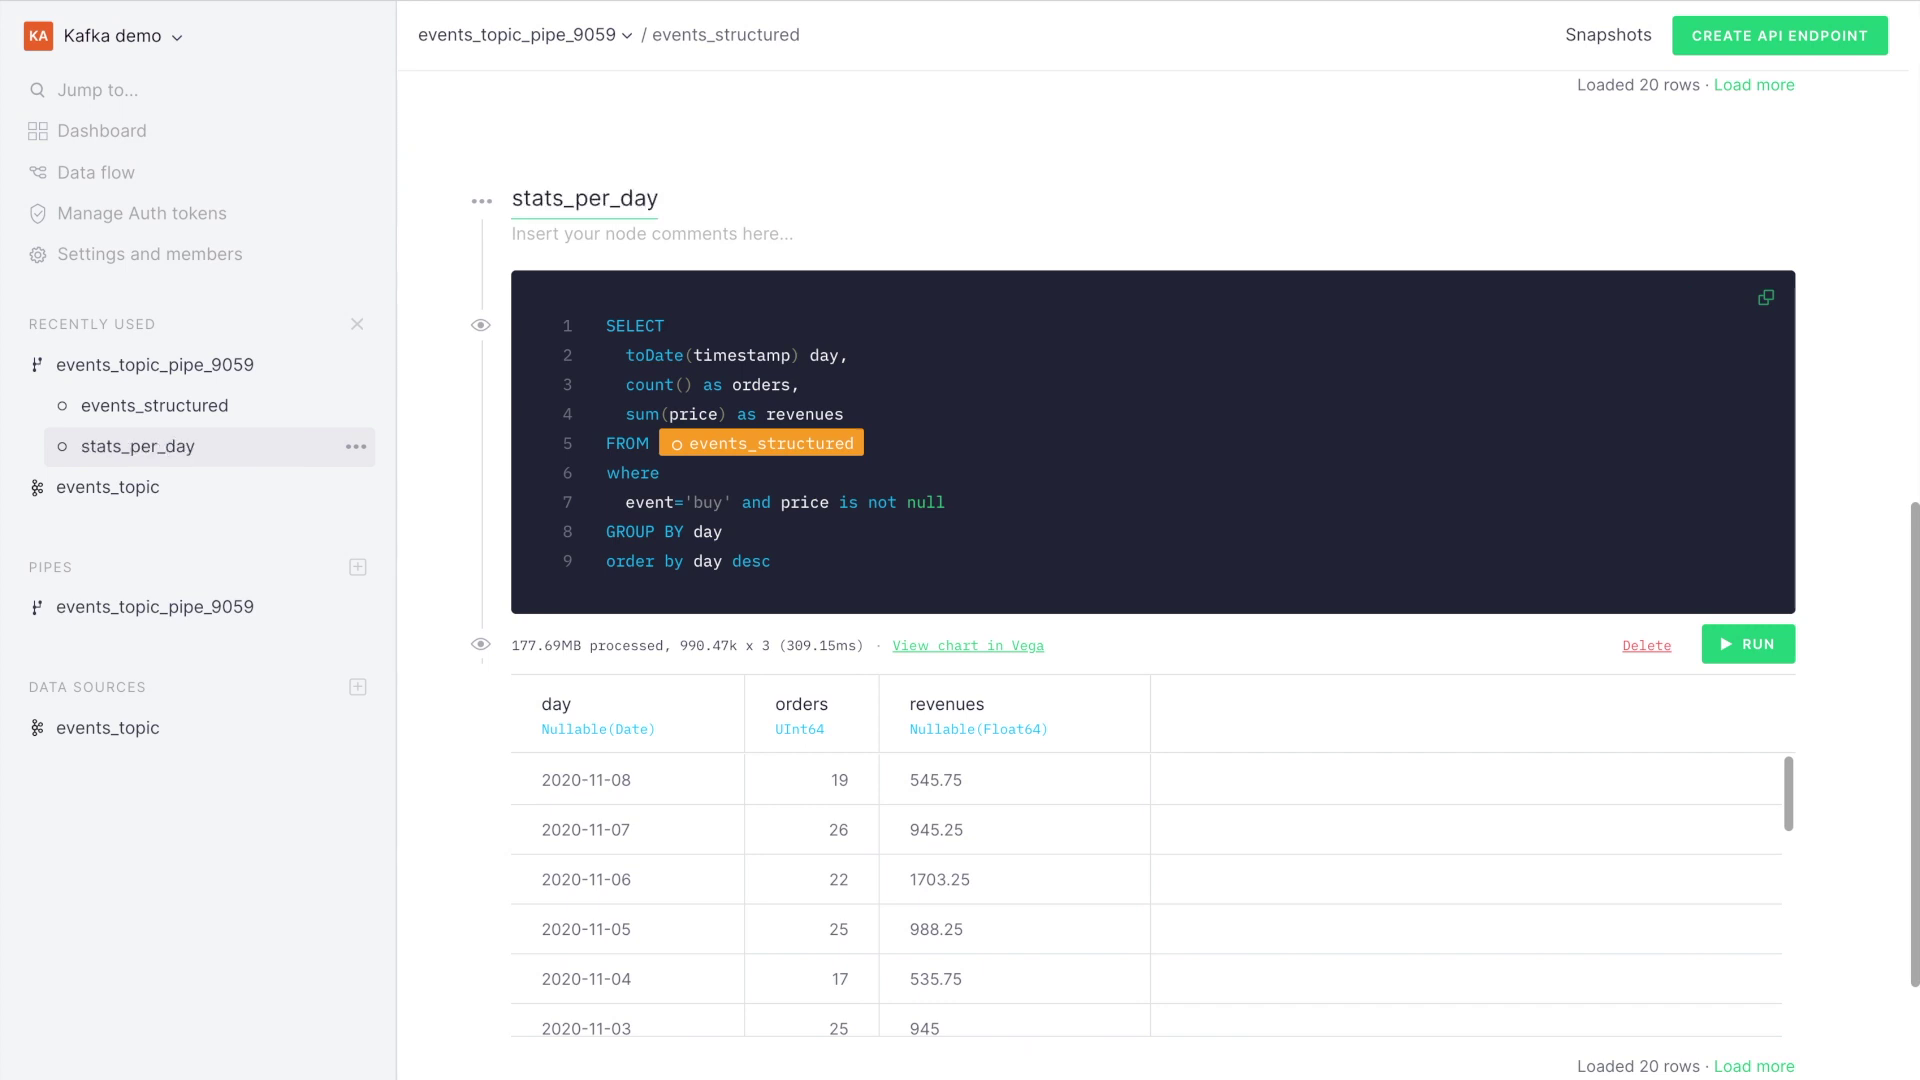 KA Kafka demo
Jump to...
Dashboard
Data flow
Manage Auth tokens
Settings and members
RECENTLY USED
events_topic_pipe_9059
events_structured
stats_per_day
events_topic
PIPES
events_topic_pipe_9059
DATA SOURCES
events_topic
events_topic_pipe_9059 / events_structured
Snapshots
CREATE API ENDPOINT
Loaded 20 rows · Load more
stats_per_day
Insert your node comments here...
1 SELECT
2 toDate(timestamp) day,
3 count() as orders,
4 sum(price) as revenues
5 FROM events_structured
6 where
7 event='buy' and price is not null
8 GROUP BY day
9 order by day desc
177.69MB processed, 990.47k x 3 (309.15ms) · View chart in Vega
Delete
RUN
day orders revenues
Nullable(Date) UInt64 Nullable(Float64)
2020-11-08 19 545.75
2020-11-07 26 945.25
2020-11-06 22 1703.25
2020-11-05 25 988.25
2020-11-04 17 535.75
2020-11-03 25 945
Loaded 20 rows · Load more